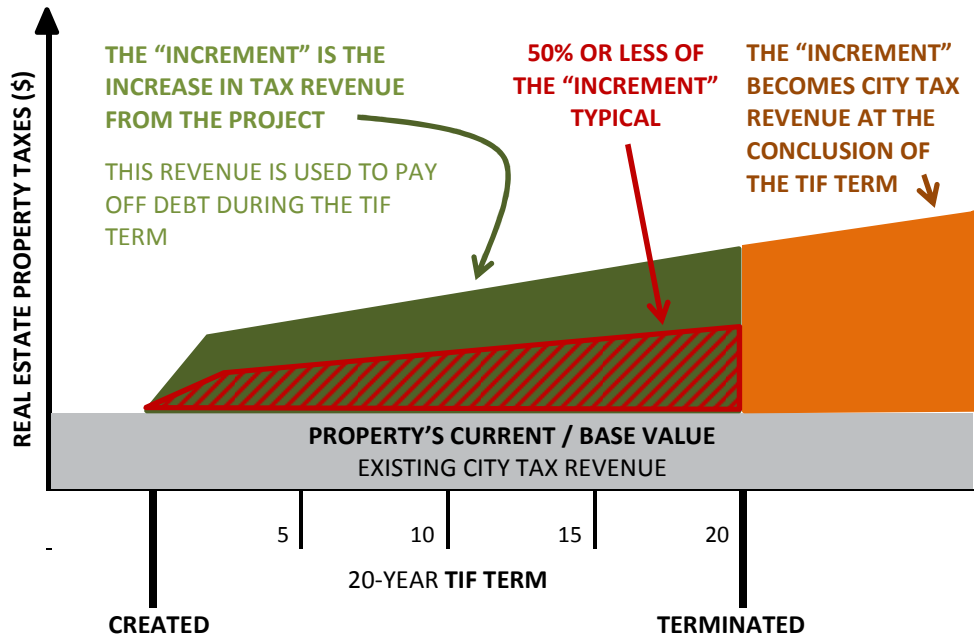 REAL ESTATE PROPERTY TAXES ($)
THE “INCREMENT” IS THE
INCREASE IN TAX REVENUE
FROM THE PROJECT
THIS REVENUE IS USED TO PAY
OFF DEBT DURING THE TIF
TERM
50% OR LESS OF
THE “INCREMENT”
TYPICAL
THE “INCREMENT”
BECOMES CITY TAX
REVENUE AT THE
CONCLUSION OF
THE TIF TERM
PROPERTY’S CURRENT / BASE VALUE
EXISTING CITY TAX REVENUE
5 10 15 20
20-YEAR TIF TERM
CREATED TERMINATED